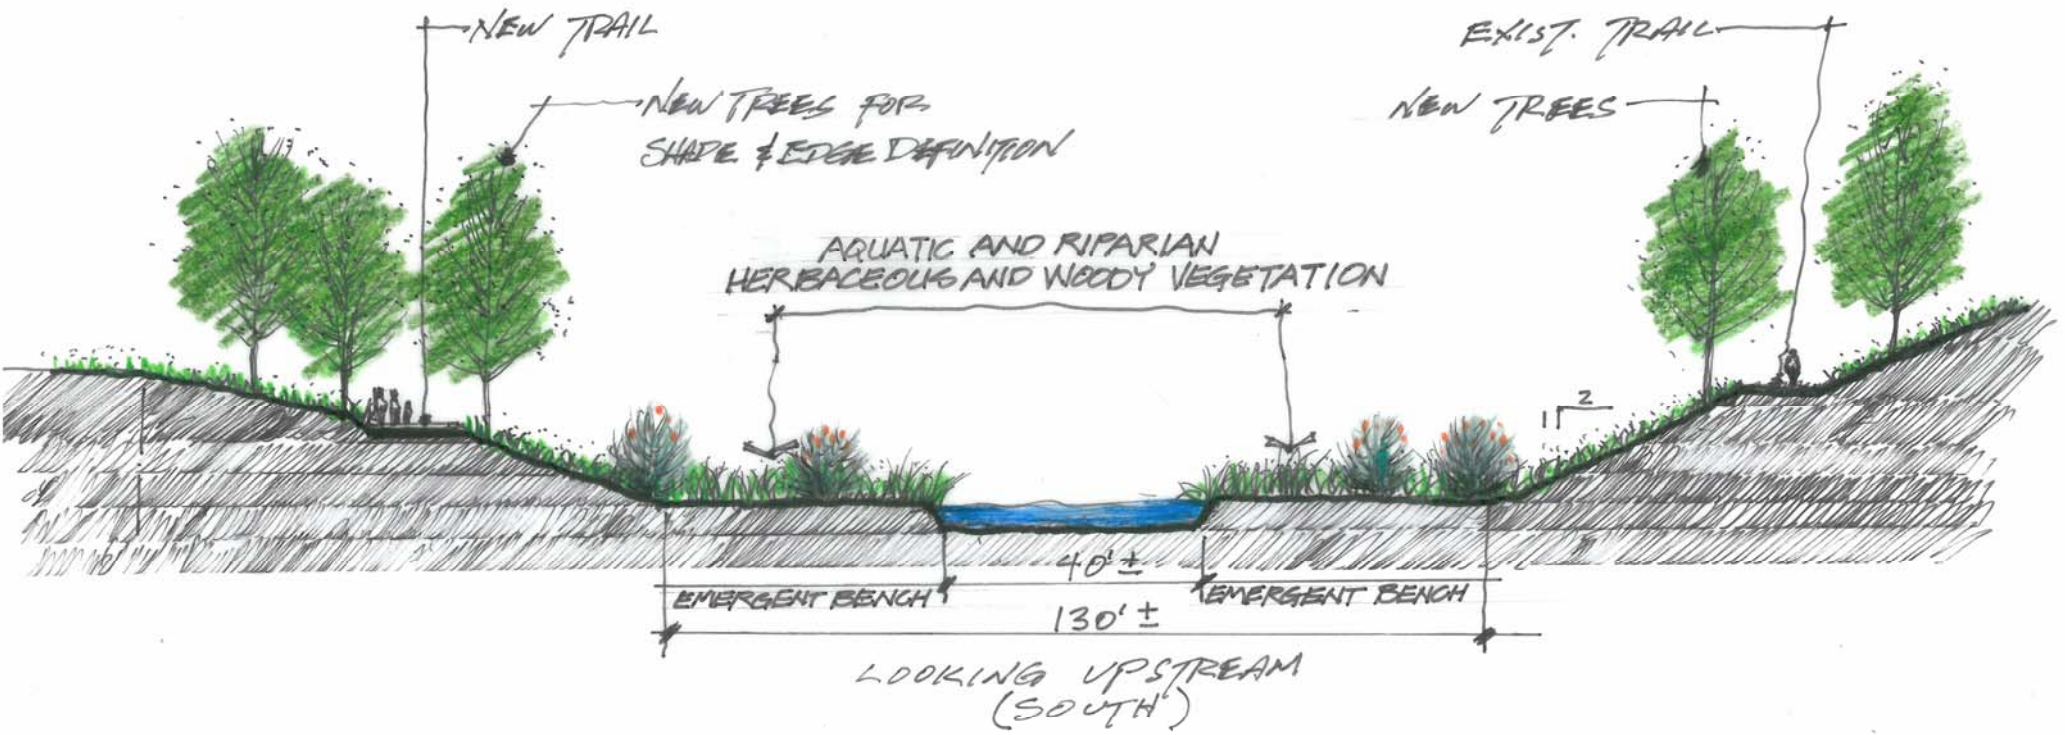 NEW TRAIL
EXIST. TRAIL
NEW TREES FOR
SHADE & EDGE DEFINITION
NEW TREES
AQUATIC AND RIPARIAN
HERBACEOUS AND WOODY VEGETATION
1
2
40' ±
EMERGENT BENCH
EMERGENT BENCH
130' ±
LOOKING UPSTREAM
(SOUTH)